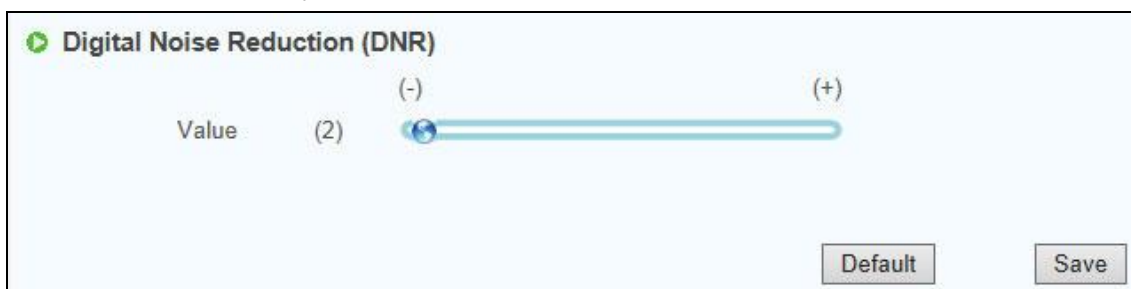 Digital Noise Reduction (DNR)
(-) (+)
Value (2)
Default Save